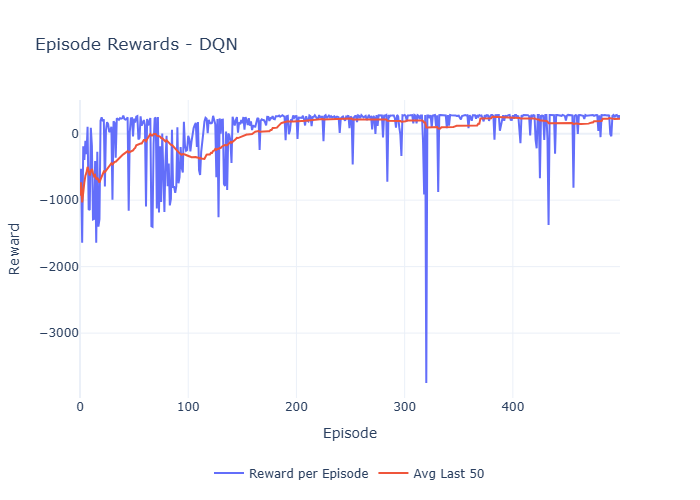 Episode Rewards - DQN
0
−1000
−2000
−3000
Reward
0 100 200 300 400
Episode
Reward per Episode Avg Last 50